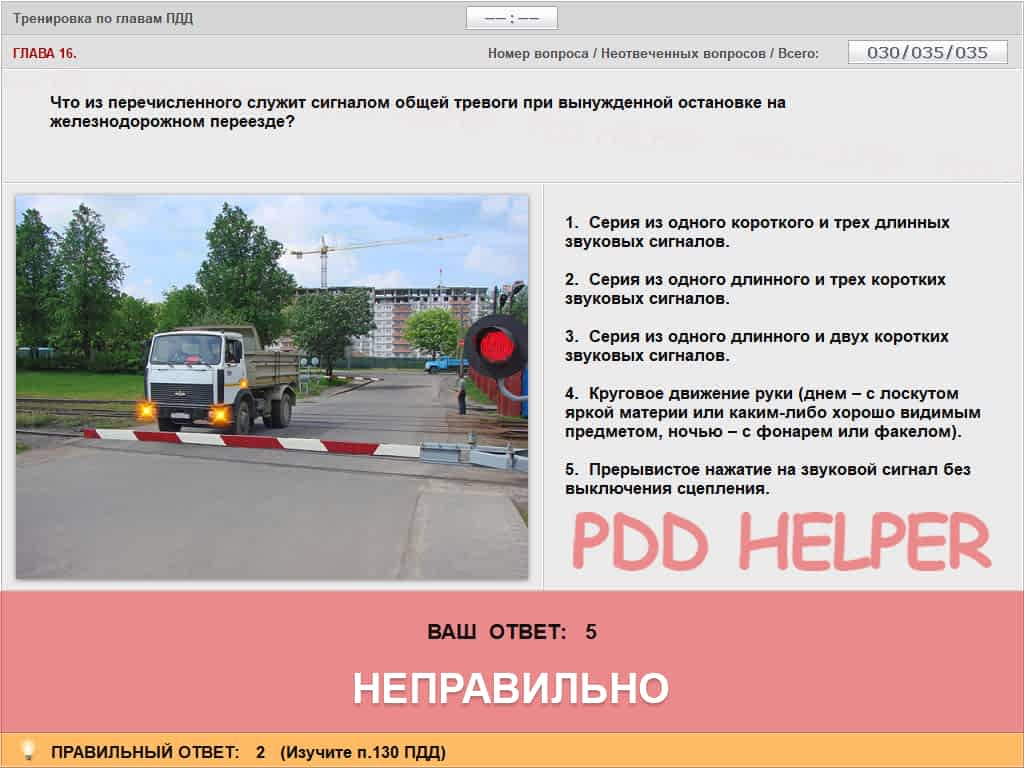 Тренировка по главам ПДД
—— : ——
ГЛАВА 16.
Номер вопроса / Неотвеченных вопросов / Всего:
030/035/035
Что из перечисленного служит сигналом общей тревоги при вынужденной остановке на
железнодорожном переезде?
1. Серия из одного короткого и трех длинных
звуковых сигналов.
2. Серия из одного длинного и трех коротких
звуковых сигналов.
3. Серия из одного длинного и двух коротких
звуковых сигналов.
4. Круговое движение руки (днем – с лоскутом
яркой материи или каким-либо хорошо видимым
предметом, ночью – с фонарем или факелом).
5. Прерывистое нажатие на звуковой сигнал без
выключения сцепления.
PDD HELPER
ВАШ ОТВЕТ: 5
НЕПРАВИЛЬНО
ПРАВИЛЬНЫЙ ОТВЕТ: 2 (Изучите п.130 ПДД)